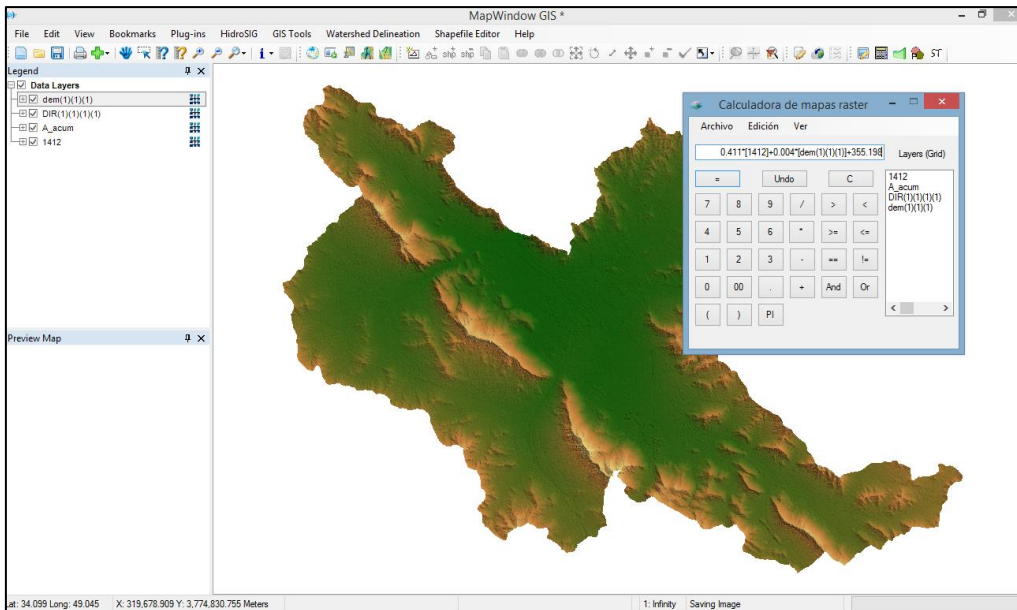 MapWindow GIS *
File Edit View Bookmarks Plug-ins HidroSIG GIS Tools Watershed Delineation Shapefile Editor Help
Legend
Data Layers
dem(1)(1)(1)
DIR(1)(1)(1)(1)
A_acum
1412
Preview Map
Calculadora de mapas raster
Archivo Edición Ver
0.411*[1412]+0.004*[dem(1)(1)(1)]+355.198
Layers (Grid)
= Undo C
7 8 9 / > <
4 5 6 * >= <=
1 2 3 - == !=
0 00 . + And Or
( ) PI
1412
A_acum
DIR(1)(1)(1)(1)
dem(1)(1)(1)
Lat: 34.099 Long: 49.045 X: 319,678.909 Y: 3,774,830.755 Meters 1: Infinity Saving Image